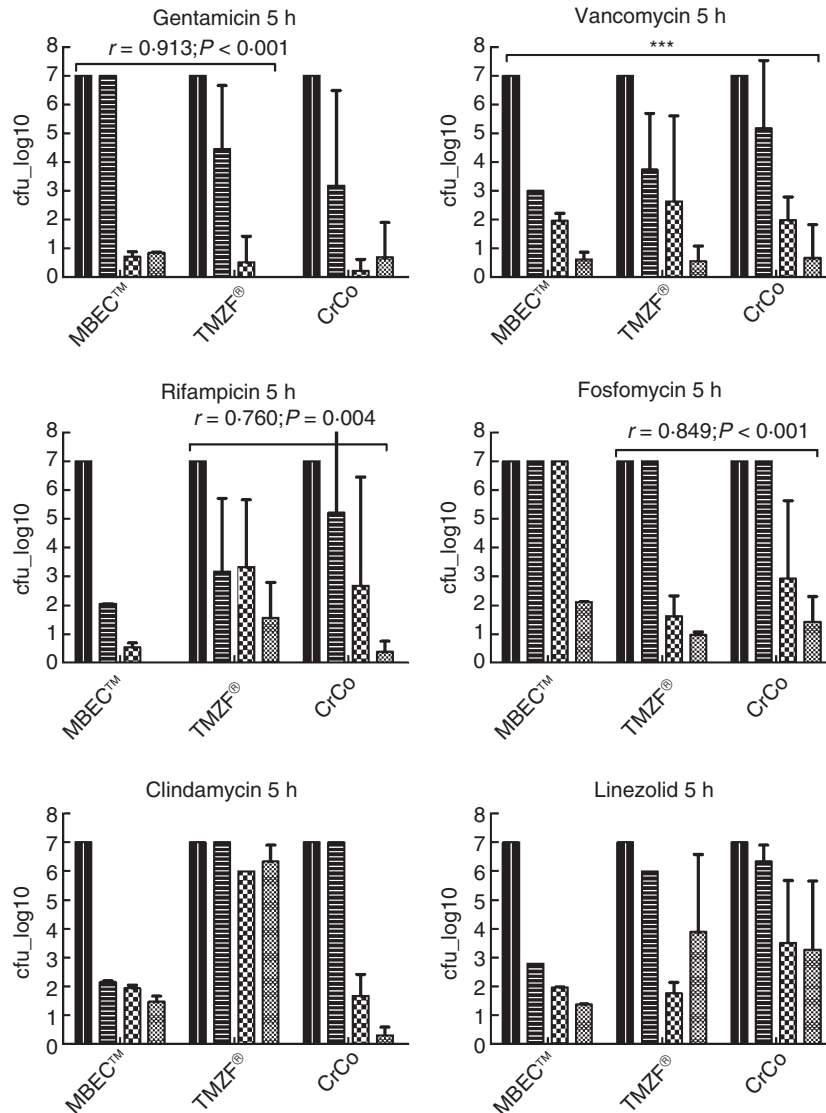 Gentamicin 5 h
r = 0·913;P < 0·001
cfu_log10
8
7
6
5
4
3
2
1
0
MBEC™
TMZF®
CrCo
Vancomycin 5 h
***
cfu_log10
8
7
6
5
4
3
2
1
0
MBEC™
TMZF®
CrCo
Rifampicin 5 h
r = 0·760;P = 0·004
cfu_log10
8
7
6
5
4
3
2
1
0
MBEC™
TMZF®
CrCo
Fosfomycin 5 h
r = 0·849;P < 0·001
cfu_log10
8
7
6
5
4
3
2
1
0
MBEC™
TMZF®
CrCo
Clindamycin 5 h
cfu_log10
8
7
6
5
4
3
2
1
0
MBEC™
TMZF®
CrCo
Linezolid 5 h
cfu_log10
8
7
6
5
4
3
2
1
0
MBEC™
TMZF®
CrCo